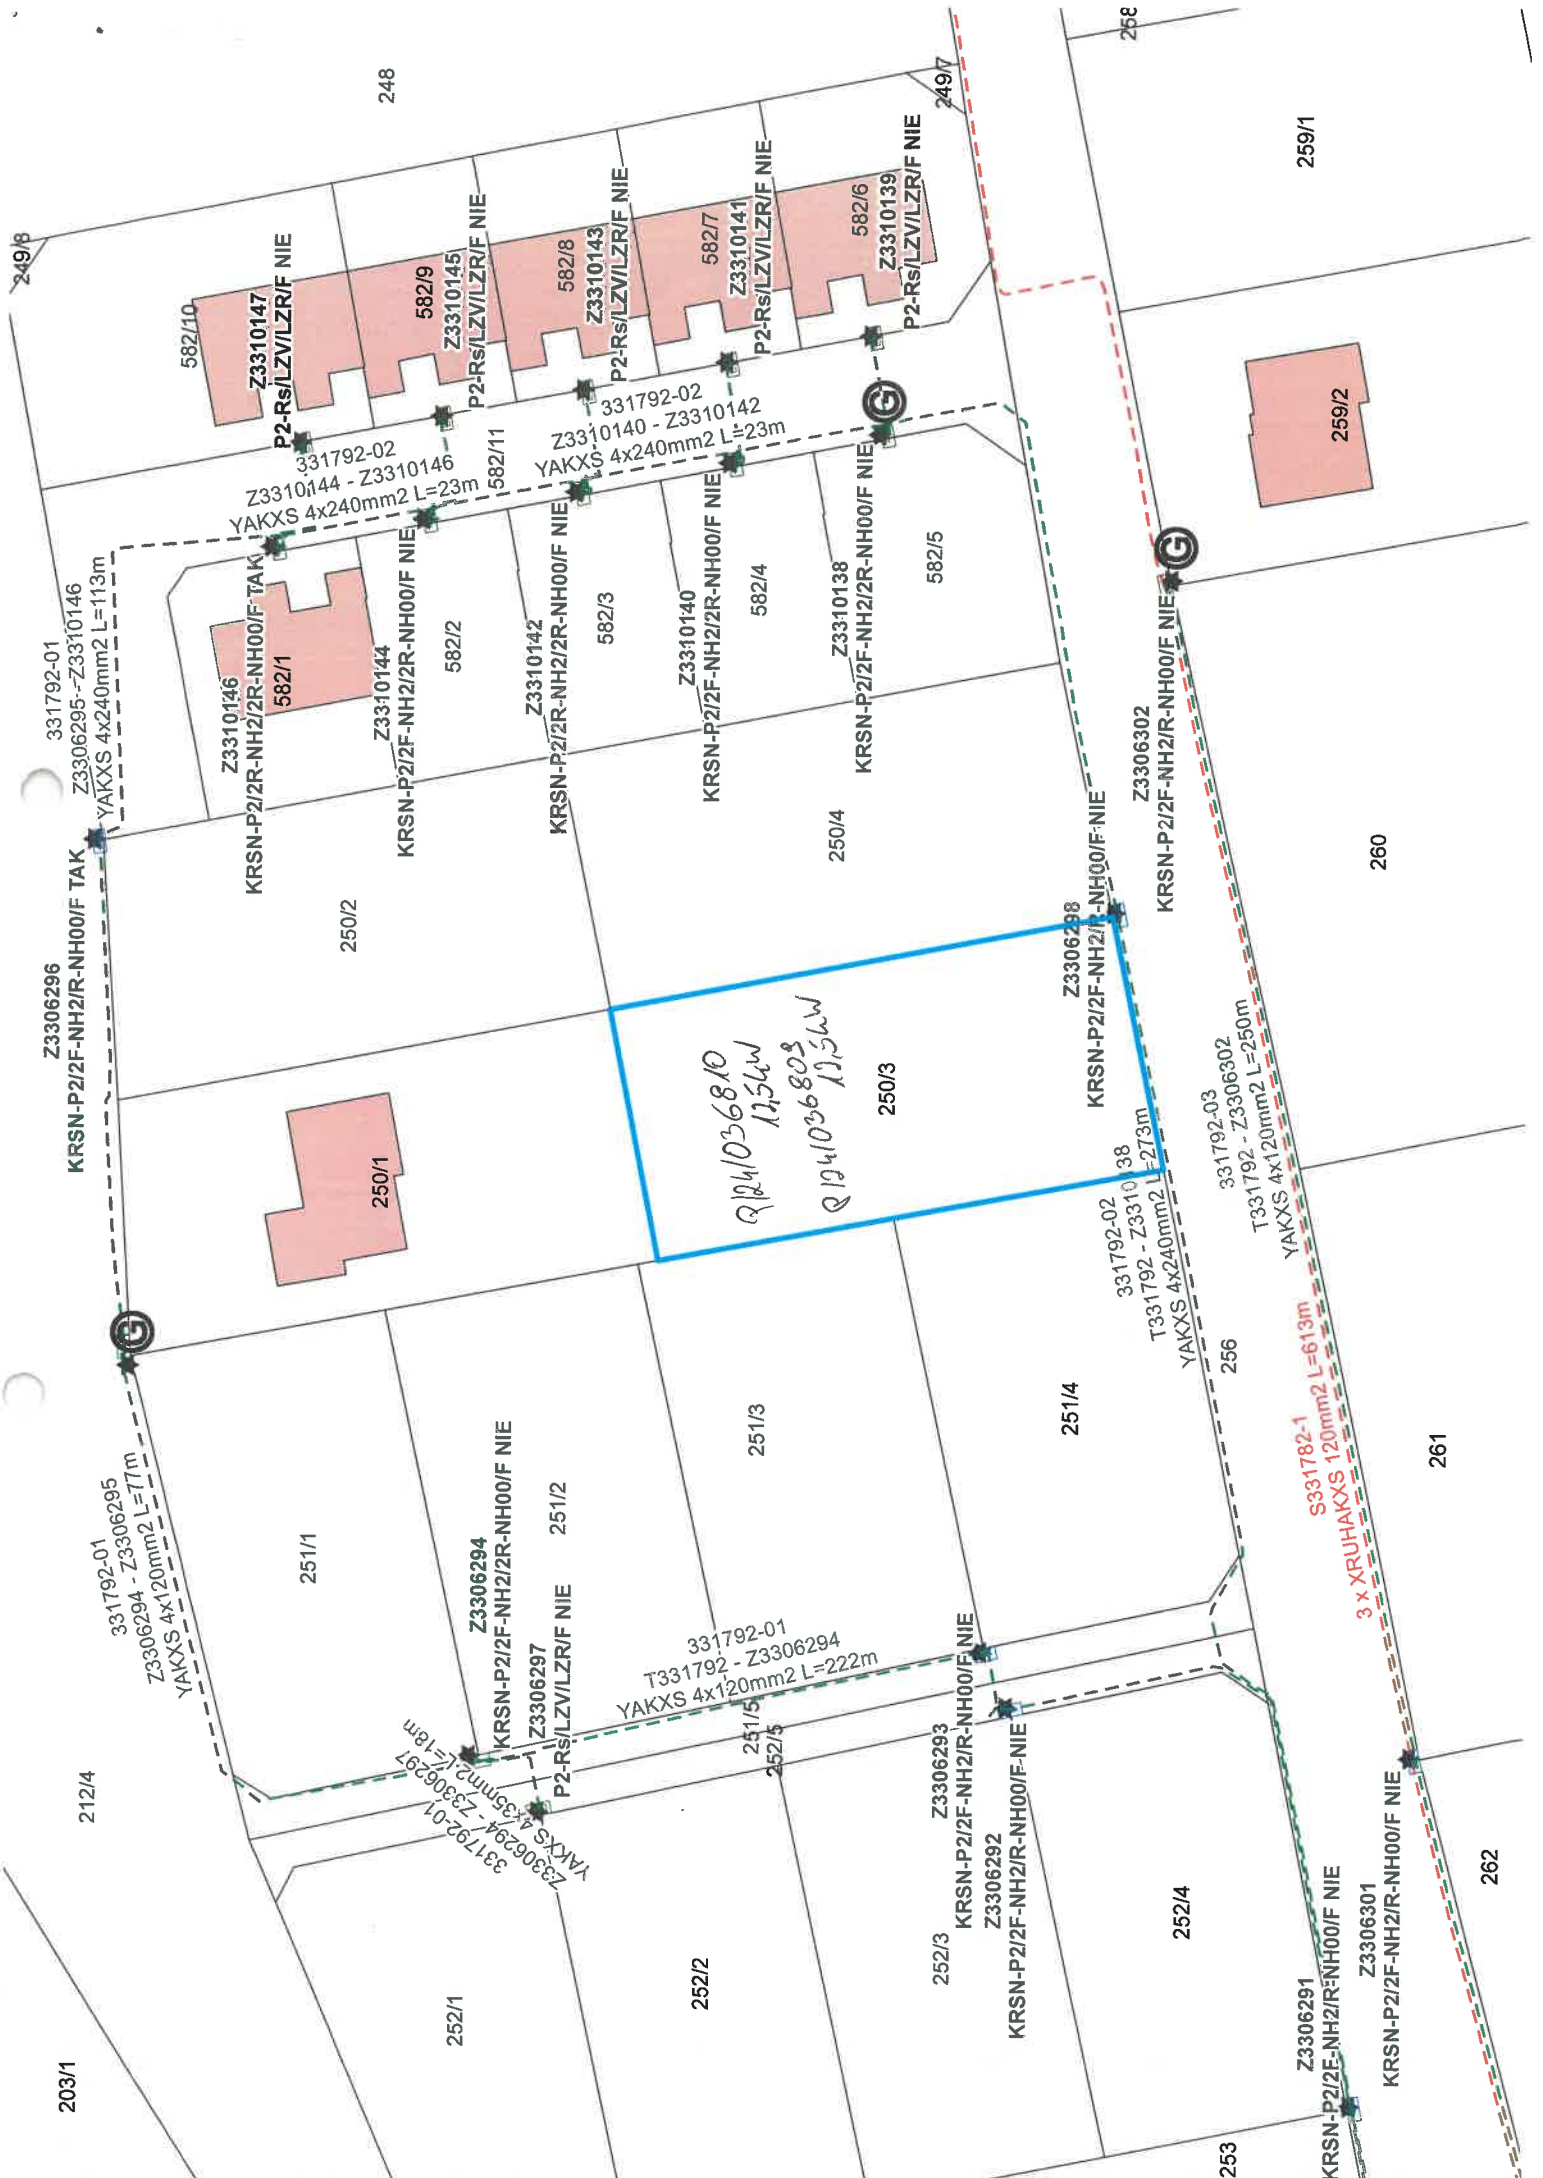 203/1
212/4
331792-01
Z3306294 - Z3306295
YAKXS 4x120mm2 L=77m
G
Z3306296
KRSN-P2/2F-NH2/R-NH00/F TAK
331792-01
Z3306295 - Z3310146
YAKXS 4x240mm2 L=113m
249/8
248
252/1
251/1
250/1
250/2
Z3310146
KRSN-P2/2R-NH2/2R-NH00/F TAK
582/1
331792-02
Z3310144 - Z3310146
YAKXS 4x240mm2 L=23m
582/10
Z3310147
P2-Rs/LZV/LZR/F NIE
331792-01
Z3306294 - Z3306297
YAKXS 4x35mm2 L=18m
Z3306294
KRSN-P2/2F-NH2/2R-NH00/F NIE
Z3306297
P2-Rs/LZV/LZR/F NIE
251/2
Z3310144
KRSN-P2/2F-NH2/2R-NH00/F NIE
582/2
582/11
582/9
Z3310145
P2-Rs/LZV/LZR/F NIE
Z3310142
KRSN-P2/2R-NH2/2R-NH00/F NIE
582/3
331792-02
Z3310140 - Z3310142
YAKXS 4x240mm2 L=23m
582/8
Z3310143
P2-Rs/LZV/LZR/F NIE
252/2
331792-01
T331792 - Z3306294
YAKXS 4x120mm2 L=222m
251/5
252/5
251/3
12,5kW
12,5kW
250/3
250/4
Z3310140
KRSN-P2/2F-NH2/2R-NH00/F NIE
582/4
582/7
Z3310141
P2-Rs/LZV/LZR/F NIE
Z3310138
KRSN-P2/2F-NH2/2R-NH00/F NIE
582/5
G
582/6
Z3310139
P2-Rs/LZV/LZR/F NIE
249/7
252/3
Z3306293
KRSN-P2/2F-NH2/R-NH00/F NIE
Z3306292
KRSN-P2/2F-NH2/R-NH00/F NIE
251/4
Z3306298
KRSN-P2/2F-NH2/R-NH00/F NIE
331792-02
T331792 - Z3310138
YAKXS 4x240mm2 L=273m
Z3306302
KRSN-P2/2F-NH2/R-NH00/F NIE
G
258
252/4
256
331792-03
T331792 - Z3306302
YAKXS 4x120mm2 L=250m
259/2
259/1
253
Z3306291
KRSN-P2/2F-NH2/R-NH00/F NIE
Z3306301
KRSN-P2/2F-NH2/R-NH00/F NIE
S331782-1
3 x XRUHAKXS 120mm2 L=613m
260
261
262